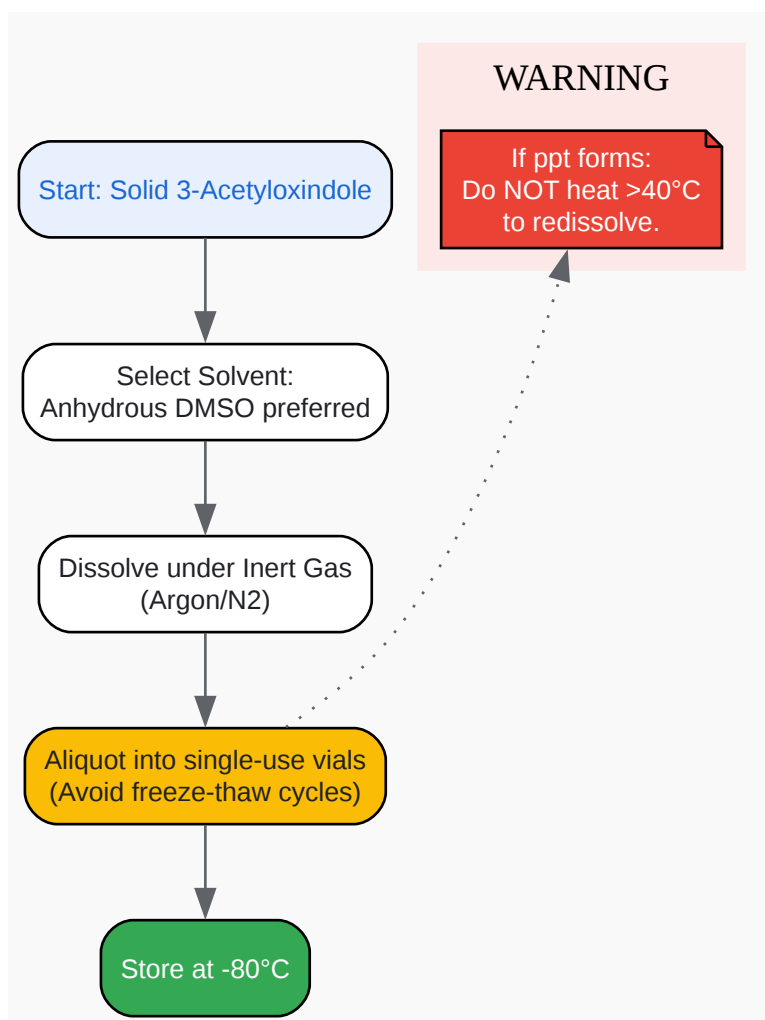 WARNING
If ppt forms:
Do NOT heat >40°C
to redissolve.
Start: Solid 3-Acetyloxindole
Select Solvent:
Anhydrous DMSO preferred
Dissolve under Inert Gas
(Argon/N2)
Aliquot into single-use vials
(Avoid freeze-thaw cycles)
Store at -80°C